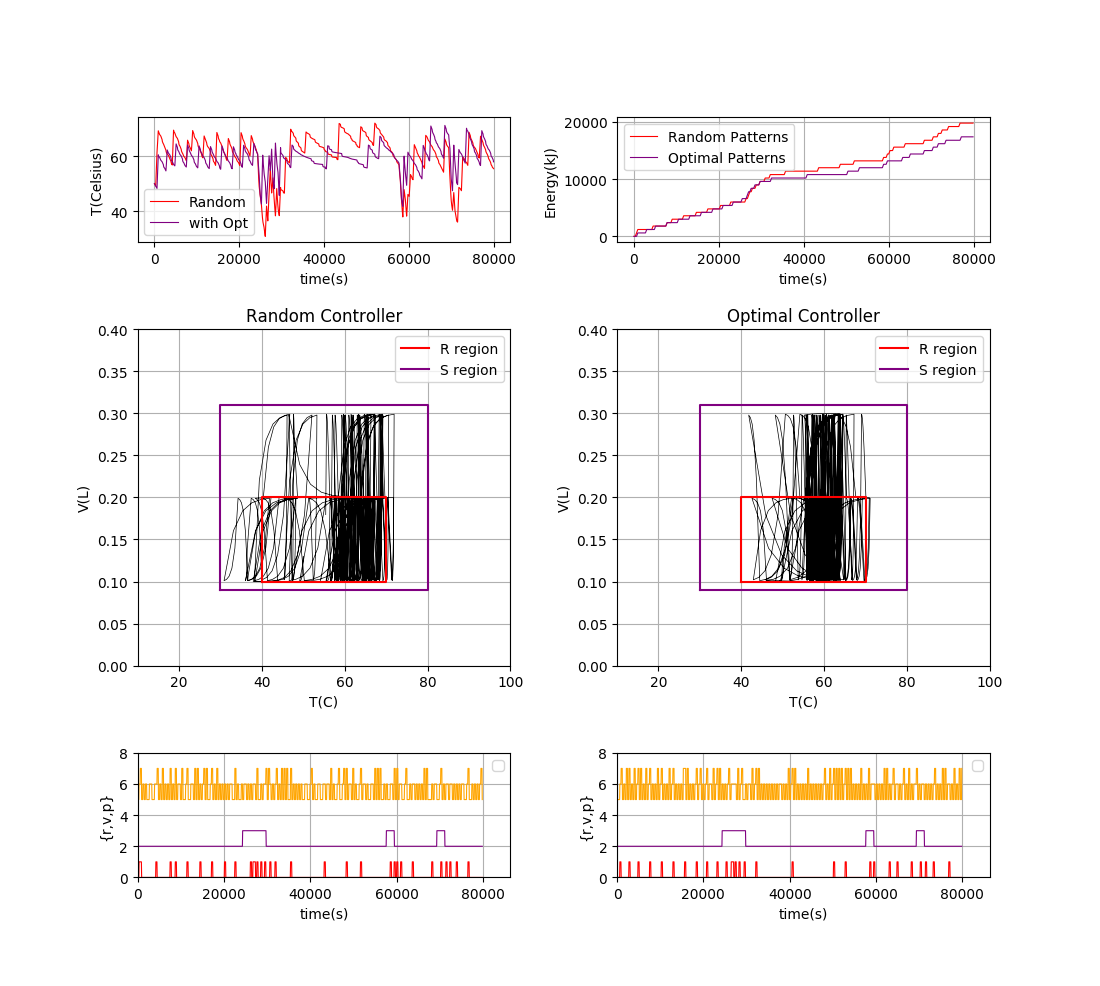 T(Celsius)
60
40
Random
with Opt
0 20000 40000 60000 80000
time(s)
Energy(kJ)
20000
10000
0
Random Patterns
Optimal Patterns
0 20000 40000 60000 80000
time(s)
Random Controller
V(L)
0.40
0.35
0.30
0.25
0.20
0.15
0.10
0.05
0.00
R region
S region
20 40 60 80 100
T(C)
Optimal Controller
V(L)
0.40
0.35
0.30
0.25
0.20
0.15
0.10
0.05
0.00
R region
S region
20 40 60 80 100
T(C)
{r,v,p}
8
6
4
2
0
0 20000 40000 60000 80000
time(s)
{r,v,p}
8
6
4
2
0
0 20000 40000 60000 80000
time(s)